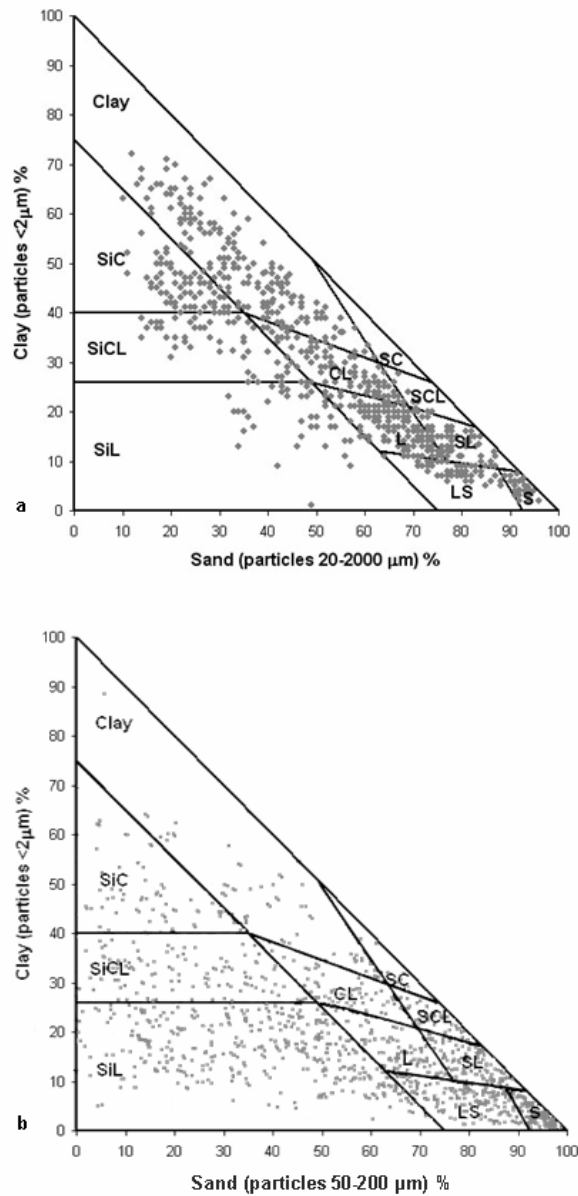 100
90
80
70
60
50
40
30
20
10
0
Clay (particles <2µm) %
Clay
SiC
SiCL
SiL
SC
CL
SCL
L
SL
LS
S
a
0 10 20 30 40 50 60 70 80 90 100
Sand (particles 20-2000 µm) %
100
90
80
70
60
50
40
30
20
10
0
Clay (particles <2µm) %
Clay
SiC
SiCL
SiL
SC
CL
SCL
L
SL
LS
S
b
0 10 20 30 40 50 60 70 80 90 100
Sand (particles 50-200 µm) %